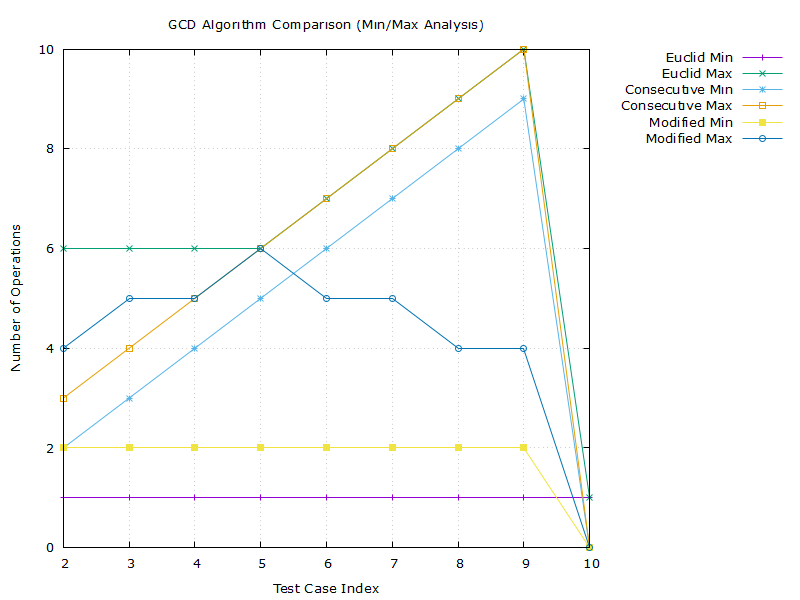 GCD Algorithm Comparison (Min/Max Analysis)
Euclid Min
Euclid Max
Consecutive Min
Consecutive Max
Modified Min
Modified Max
Number of Operations
10
8
6
4
2
0
2 3 4 5 6 7 8 9 10
Test Case Index